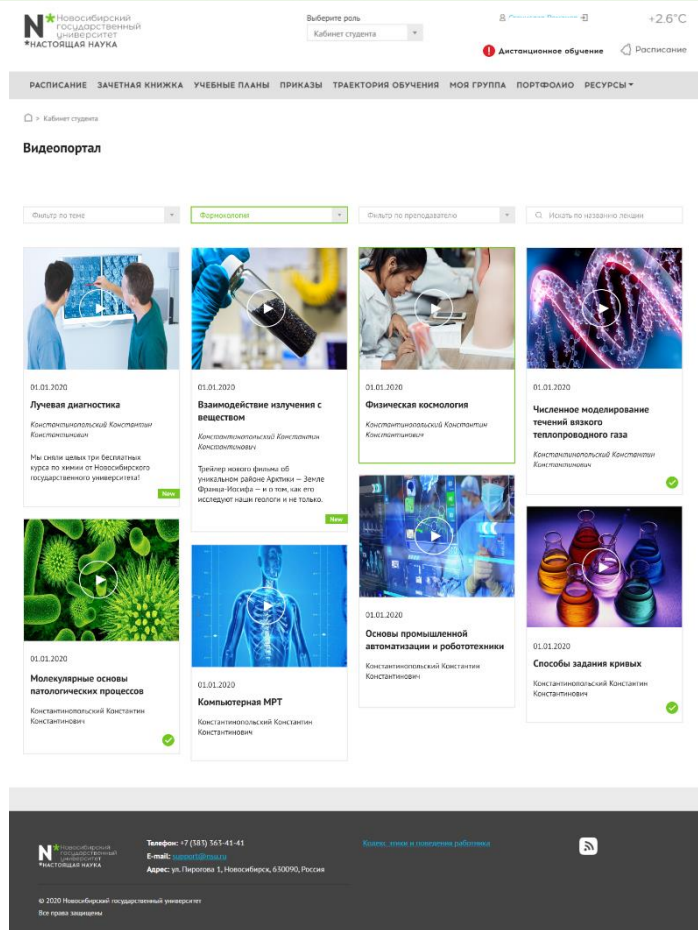 Новосибирский
государственный
университет
*НАСТОЯЩАЯ НАУКА
Выберите роль
Кабинет студента
+2.6°C
Дистанционное обучение
Расписание
РАСПИСАНИЕ ЗАЧЕТНАЯ КНИЖКА УЧЕБНЫЕ ПЛАНЫ ПРИКАЗЫ ТРАЕКТОРИЯ ОБУЧЕНИЯ МОЯ ГРУППА ПОРТФОЛИО РЕСУРСЫ
> Кабинет студента
Видеопортал
Фильтр по теме
Формокология
Фильтр по преподавателю
Искать по названию лекции
01.01.2020
Лучевая диагностика
Константинопольский Константин
Константинович
Мы сняли целых три бесплатных
курса по химии от Новосибирского
государственного университета!
New
01.01.2020
Взаимодействие излучения с
веществом
Константинопольский Константин
Константинович
Трейлер нового фильма об
уникальном районе Арктики — Земле
Франца-Иосифа — и о том, как его
исследуют наши геологи и не только.
New
01.01.2020
Физическая космология
Константинопольский Константин
Константинович
01.01.2020
Численное моделирование
течений вязкого
теплопроводного газа
Константинопольский Константин
Константинович
01.01.2020
Молекулярные основы
патологических процессов
Константинопольский Константин
Константинович
01.01.2020
Компьютерная МРТ
Константинопольский Константин
Константинович
01.01.2020
Основы промышленной
автоматизации и робототехники
Константинопольский Константин
Константинович
01.01.2020
Способы задания кривых
Константинопольский Константин
Константинович
Новосибирский
государственный
университет
*НАСТОЯЩАЯ НАУКА
Телефон: +7 (383) 363-41-41
E-mail: support@nsu.ru
Адрес: ул. Пирогова 1, Новосибирск, 630090, Россия
Кодекс этики и поведения работника
© 2020 Новосибирский государственный университет
Все права защищены